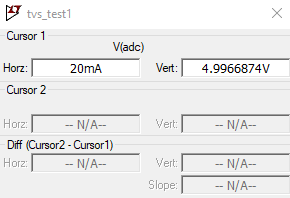 tvs_test1
Cursor 1
V(adc)
Horz: 20mA Vert: 4.9966874V
Cursor 2
Horz: -- N/A-- Vert: -- N/A--
Diff (Cursor2 - Cursor1)
Horz: -- N/A-- Vert: -- N/A--
Slope: -- N/A--